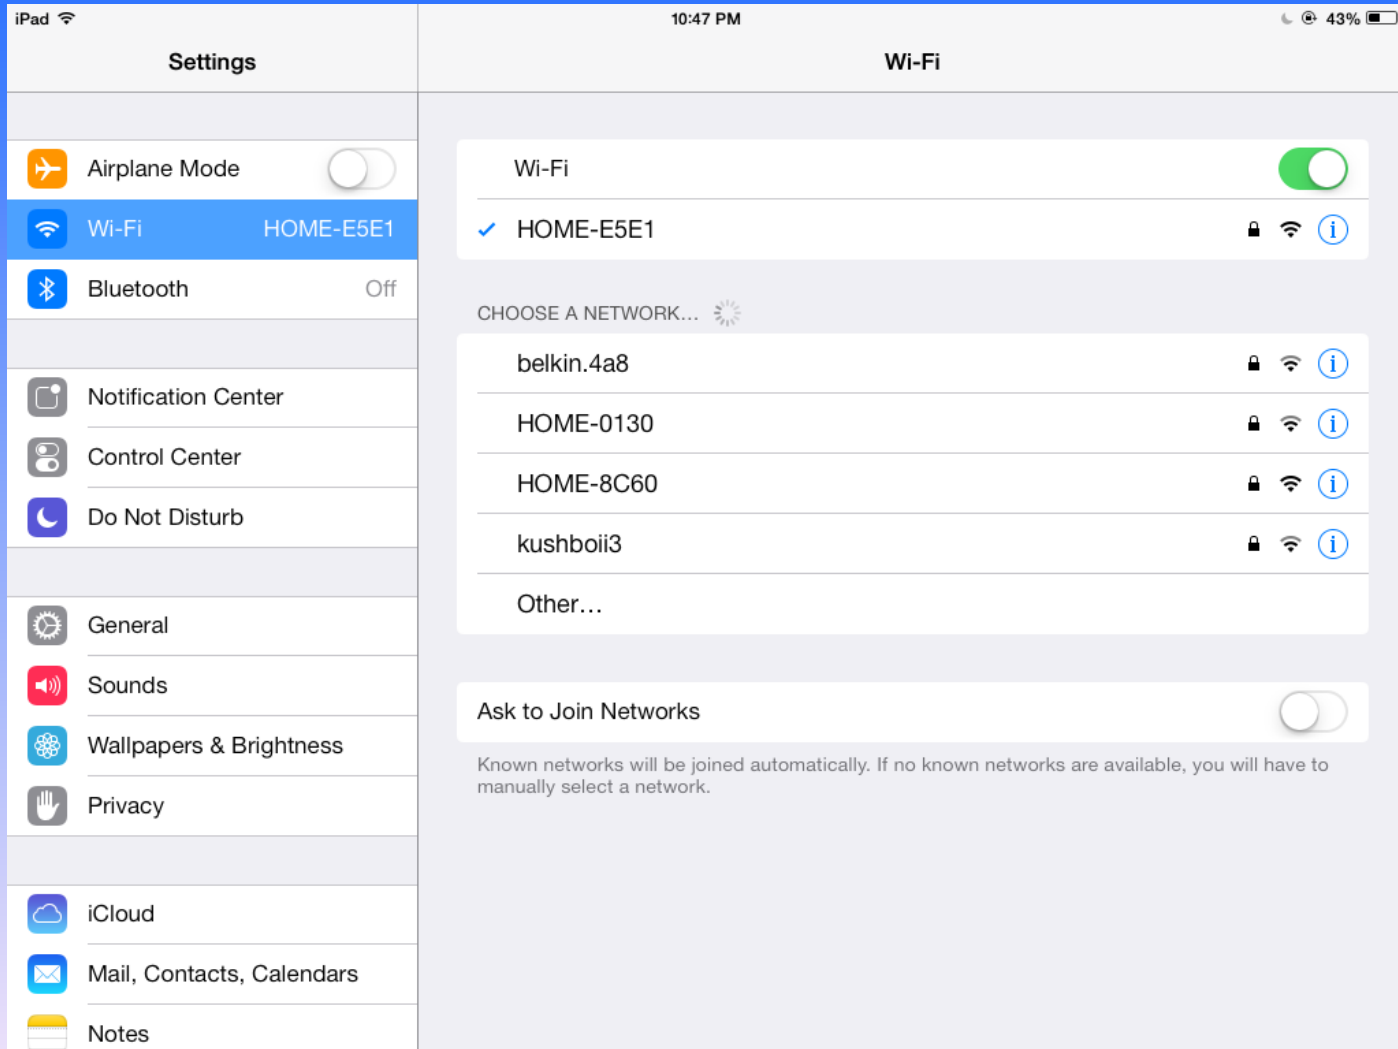 iPad
10:47 PM
43%
Settings
Wi-Fi
Airplane Mode
Wi-Fi HOME-E5E1
Bluetooth Off
Notification Center
Control Center
Do Not Disturb
General
Sounds
Wallpapers & Brightness
Privacy
iCloud
Mail, Contacts, Calendars
Notes
Wi-Fi
HOME-E5E1
CHOOSE A NETWORK...
belkin.4a8
HOME-0130
HOME-8C60
kushboii3
Other...
Ask to Join Networks
Known networks will be joined automatically. If no known networks are available, you will have to
manually select a network.